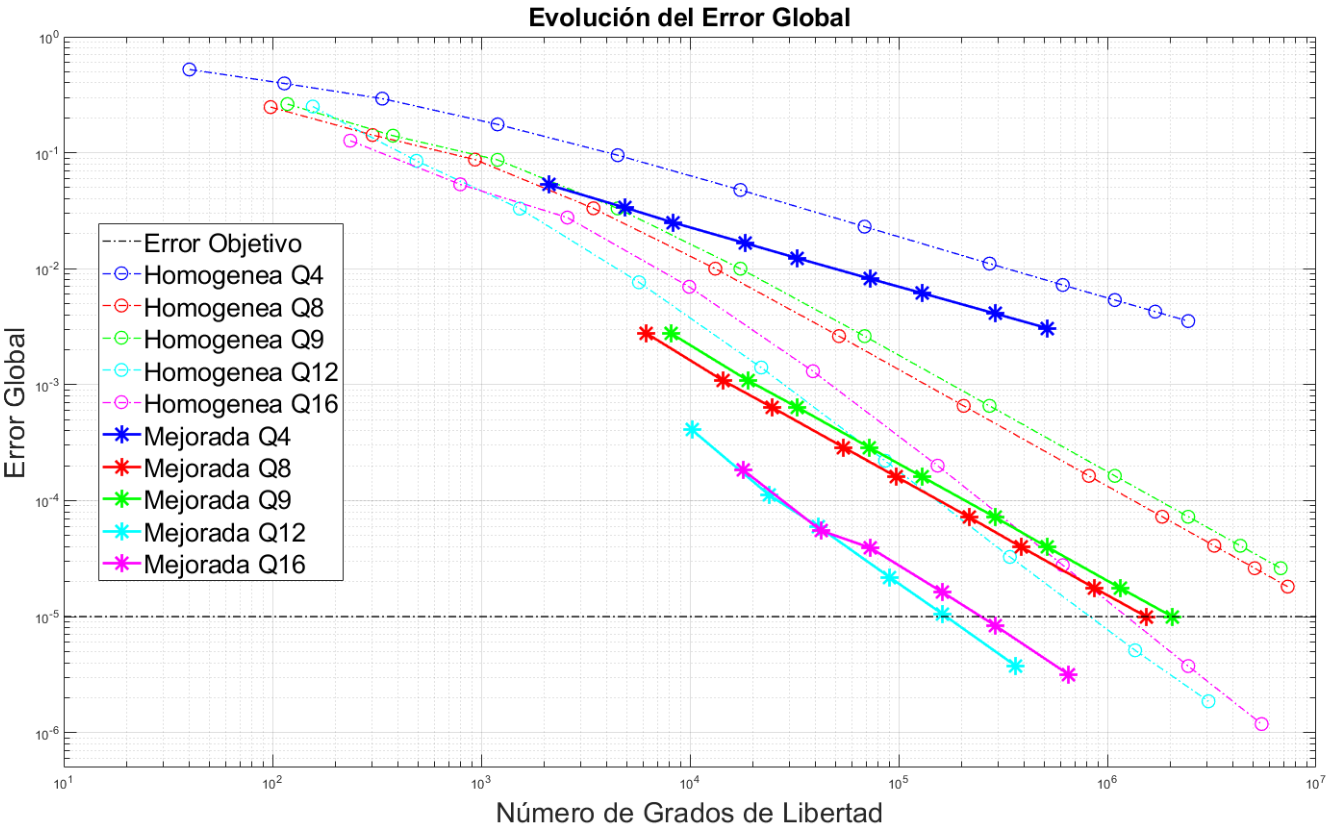 Evolución del Error Global
10^0
10^-1
10^-2
10^-3
10^-4
10^-5
10^-6
Error Global
Error Objetivo
Homogenea Q4
Homogenea Q8
Homogenea Q9
Homogenea Q12
Homogenea Q16
Mejorada Q4
Mejorada Q8
Mejorada Q9
Mejorada Q12
Mejorada Q16
10^1 10^2 10^3 10^4 10^5 10^6 10^7
Número de Grados de Libertad